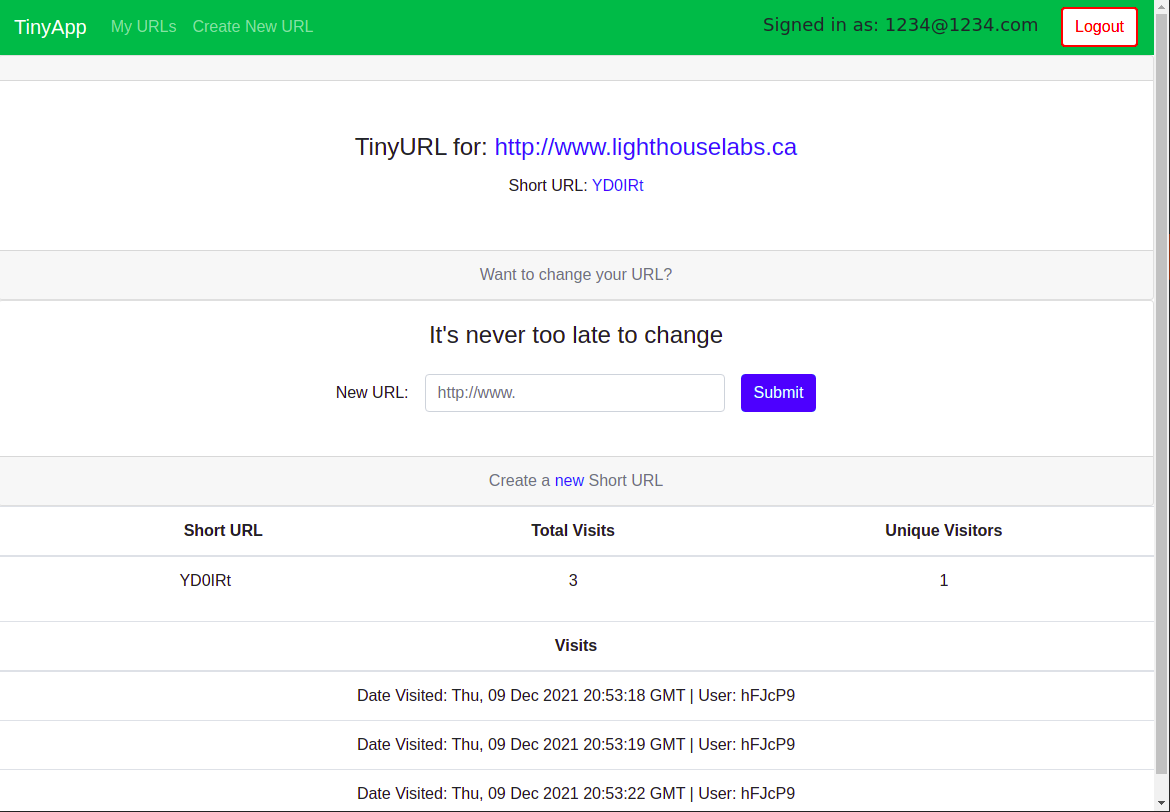 TinyApp My URLs Create New URL Signed in as: 1234@1234.com Logout
TinyURL for: http://www.lighthouselabs.ca
Short URL: YD0IRt
Want to change your URL?
It's never too late to change
New URL: http://www. Submit
Create a new Short URL
Short URL Total Visits Unique Visitors
YD0IRt 3 1
Visits
Date Visited: Thu, 09 Dec 2021 20:53:18 GMT | User: hFJcP9
Date Visited: Thu, 09 Dec 2021 20:53:19 GMT | User: hFJcP9
Date Visited: Thu, 09 Dec 2021 20:53:22 GMT | User: hFJcP9